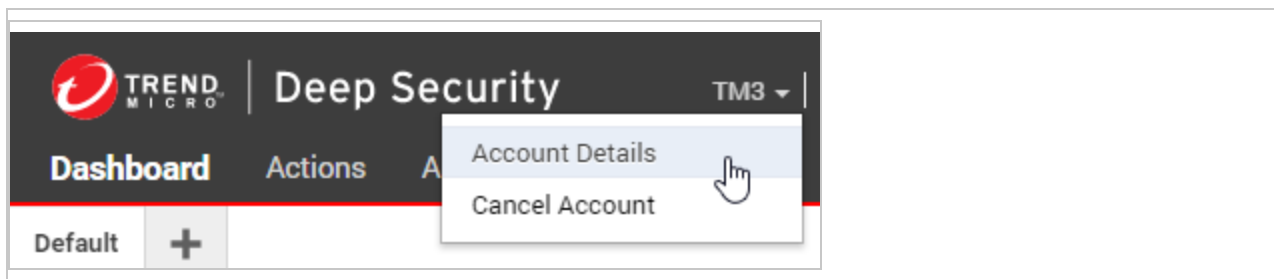 TREND MICRO Deep Security TM3
Dashboard Actions A
Account Details
Cancel Account
Default +